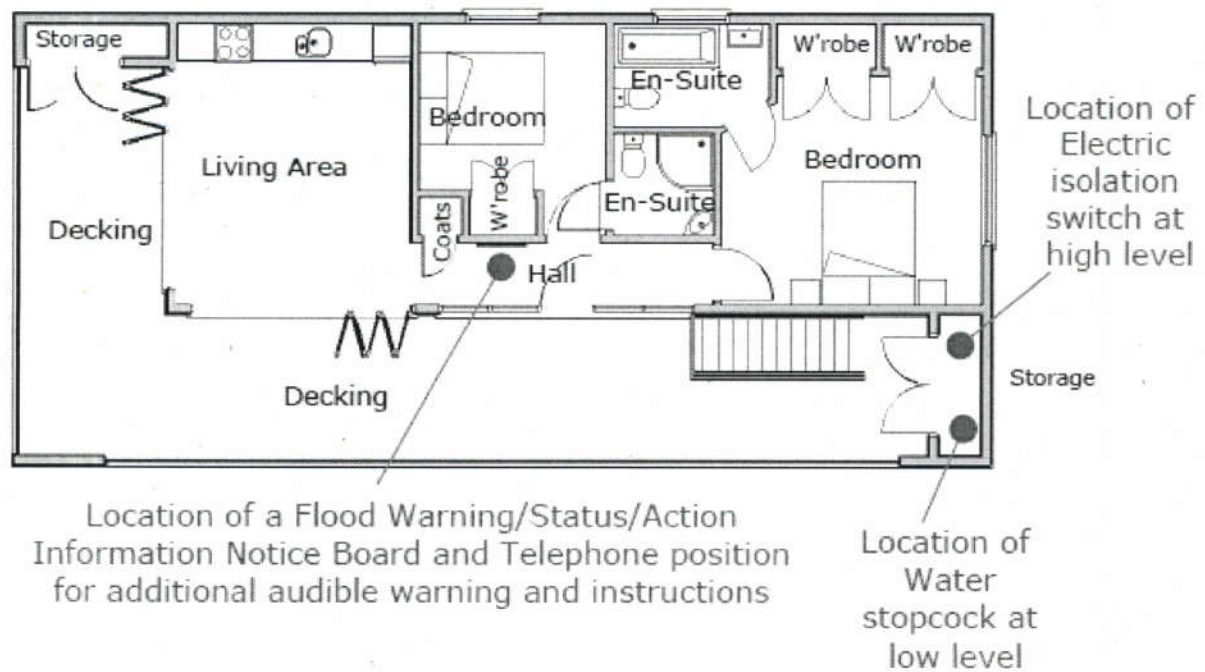 Storage
W'robe
W'robe
En-Suite
Bedroom
Living Area
Bedroom
W'robe
En-Suite
Decking
Coats
Hall
Decking
Storage
Location of
Electric
isolation
switch at
high level
Location of a Flood Warning/Status/Action
Information Notice Board and Telephone position
for additional audible warning and instructions
Location of
Water
stopcock at
low level